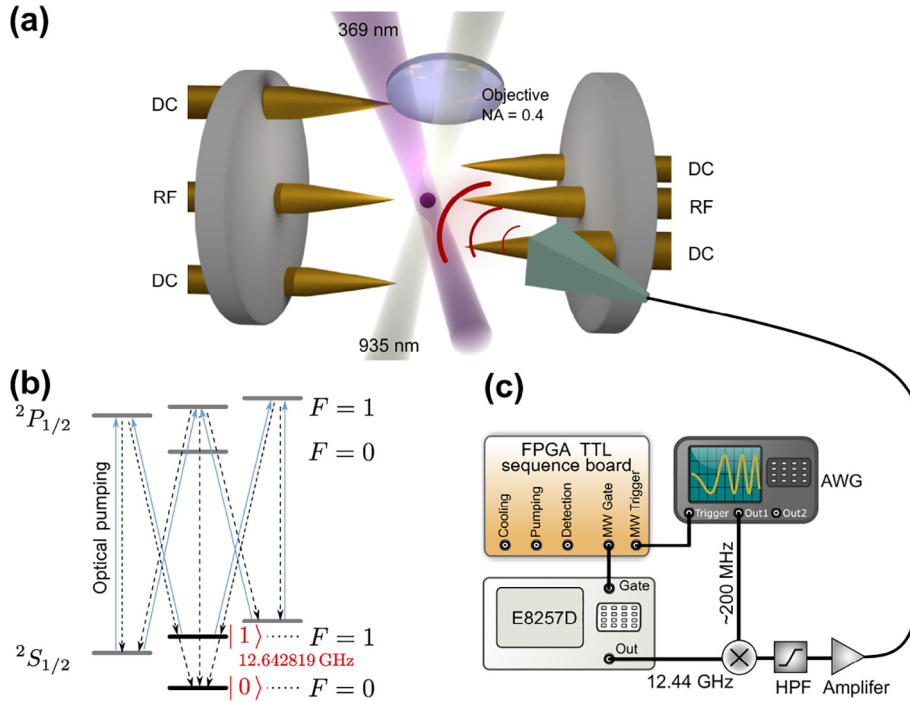 (a)
369 nm
Objective
NA = 0.4
DC
RF
DC
DC
RF
DC
935 nm
(b)
²P₁/₂
F = 1
F = 0
Optical pumping
²S₁/₂
|1⟩
F = 1
12.642819 GHz
|0⟩
F = 0
(c)
FPGA TTL
sequence board
Cooling
Pumping
Detection
MW Gate
MW Trigger
AWG
Trigger
Out1
Out2
Gate
E8257D
Out
~200 MHz
12.44 GHz
HPF
Amplifer